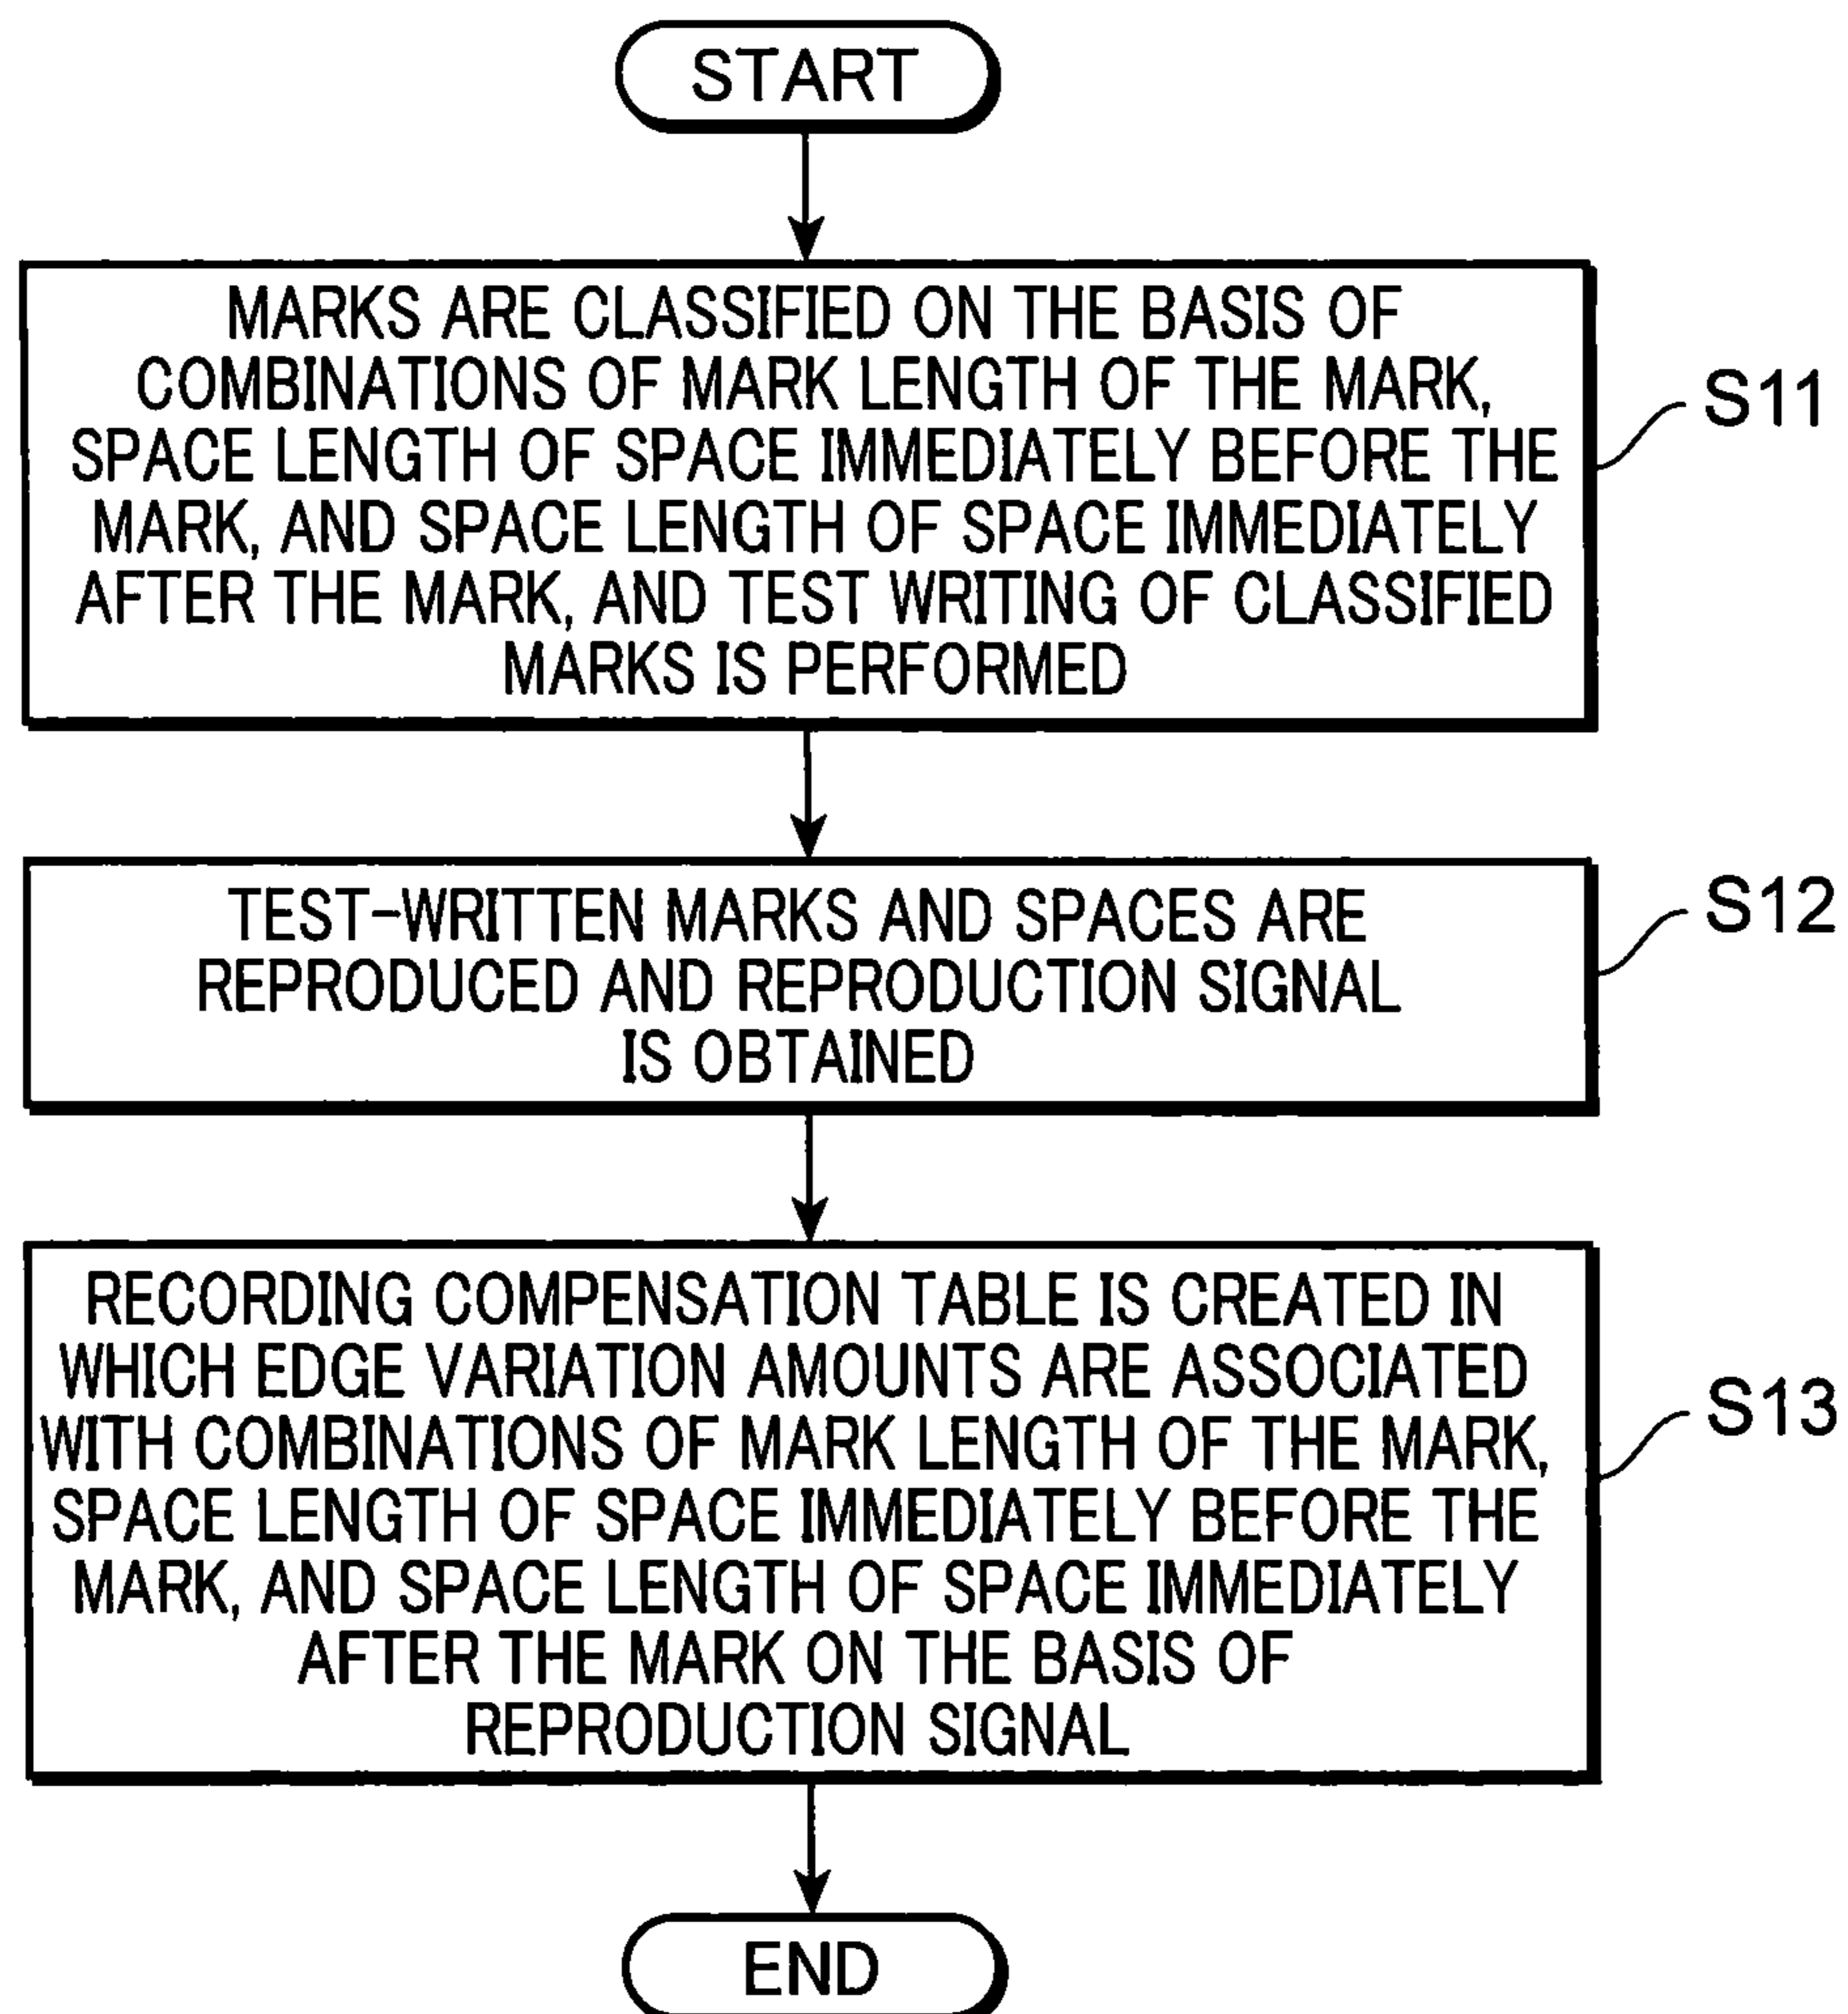 START
MARKS ARE CLASSIFIED ON THE BASIS OF
COMBINATIONS OF MARK LENGTH OF THE MARK,
SPACE LENGTH OF SPACE IMMEDIATELY BEFORE THE
MARK, AND SPACE LENGTH OF SPACE IMMEDIATELY
AFTER THE MARK, AND TEST WRITING OF CLASSIFIED
MARKS IS PERFORMED
S11
TEST-WRITTEN MARKS AND SPACES ARE
REPRODUCED AND REPRODUCTION SIGNAL
IS OBTAINED
S12
RECORDING COMPENSATION TABLE IS CREATED IN
WHICH EDGE VARIATION AMOUNTS ARE ASSOCIATED
WITH COMBINATIONS OF MARK LENGTH OF THE MARK,
SPACE LENGTH OF SPACE IMMEDIATELY BEFORE THE
MARK, AND SPACE LENGTH OF SPACE IMMEDIATELY
AFTER THE MARK ON THE BASIS OF
REPRODUCTION SIGNAL
S13
END